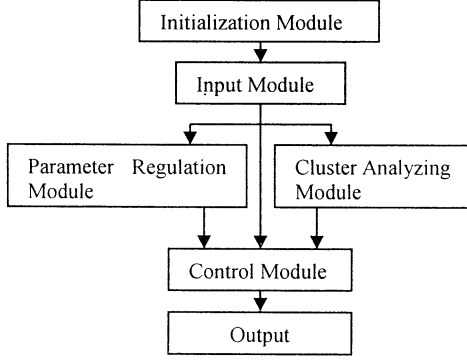 Initialization Module
Input Module
Parameter Regulation
Module
Cluster Analyzing
Module
Control Module
Output